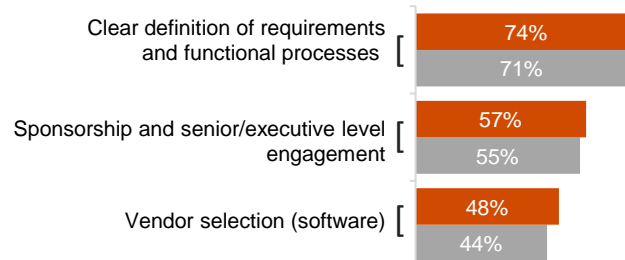 Clear definition of requirements
and functional processes
74%
71%
Sponsorship and senior/executive level
engagement
57%
55%
Vendor selection (software)
48%
44%